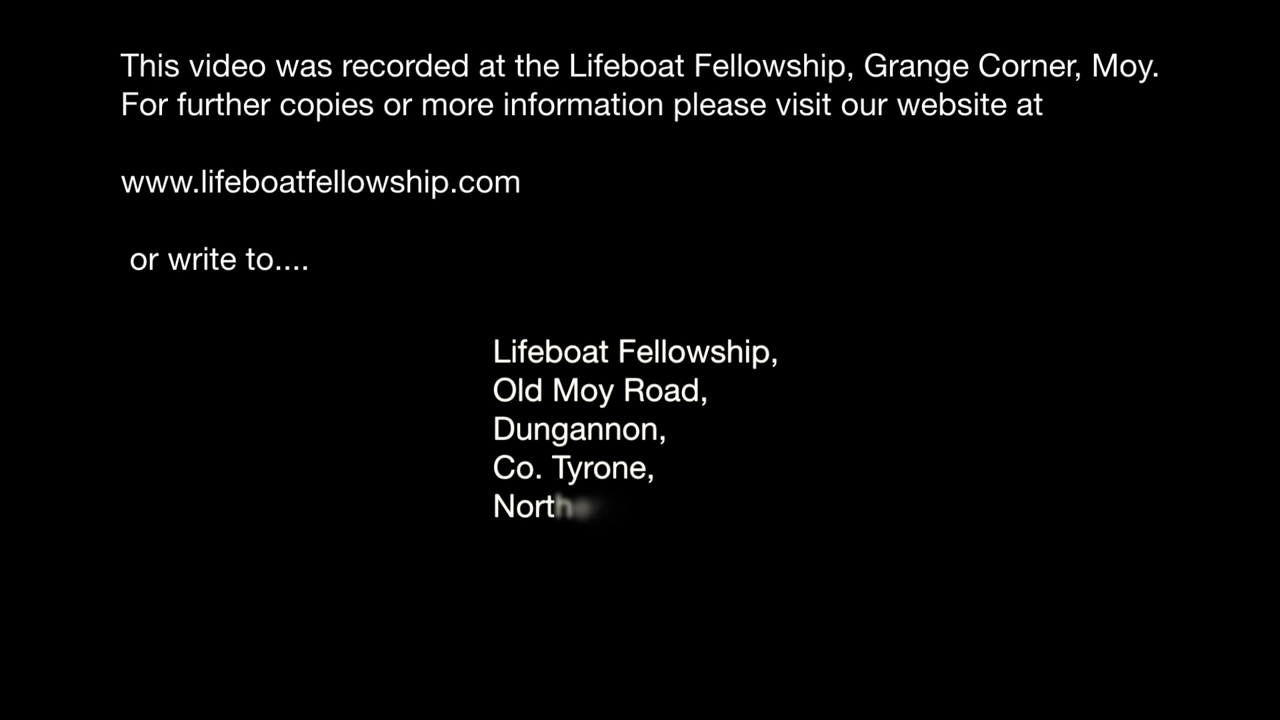 This video was recorded at the Lifeboat Fellowship, Grange Corner, Moy.
For further copies or more information please visit our website at
www.lifeboatfellowship.com
or write to....
Lifeboat Fellowship,
Old Moy Road,
Dungannon,
Co. Tyrone,